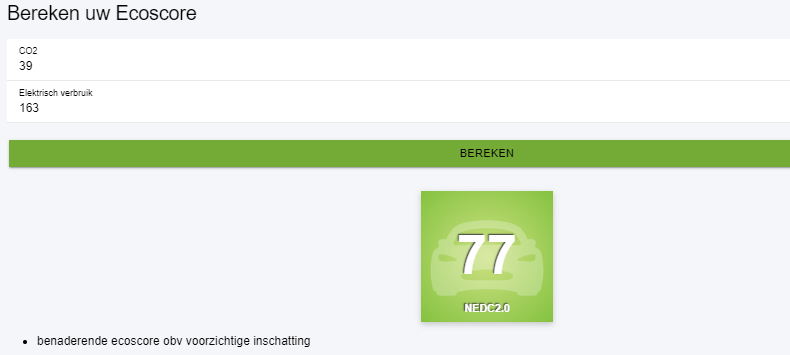 Bereken uw Ecoscore
CO2
39
Elektrisch verbruik
163
BEREKEN
77
NEDC2.0
benaderende ecoscore obv voorzichtige inschatting